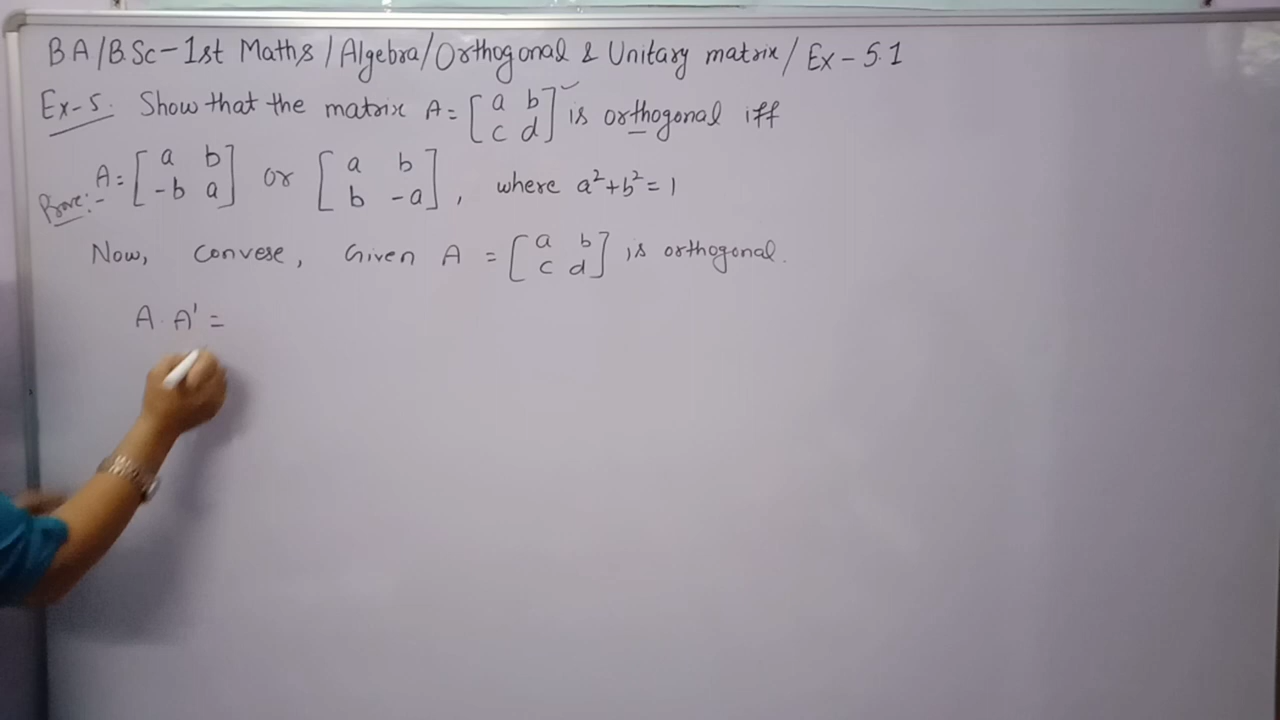 BA/B.Sc-1st Maths / Algebra/Orthogonal & Unitary matrix / Ex - 5.1
Ex-5. Show that the matrix A = [a b c d] is orthogonal iff
Prove:- A = [a b -b a] or [a b b -a], where a²+b² = 1
Now, Convese, Given A = [a b c d] is orthogonal.
A. A' =